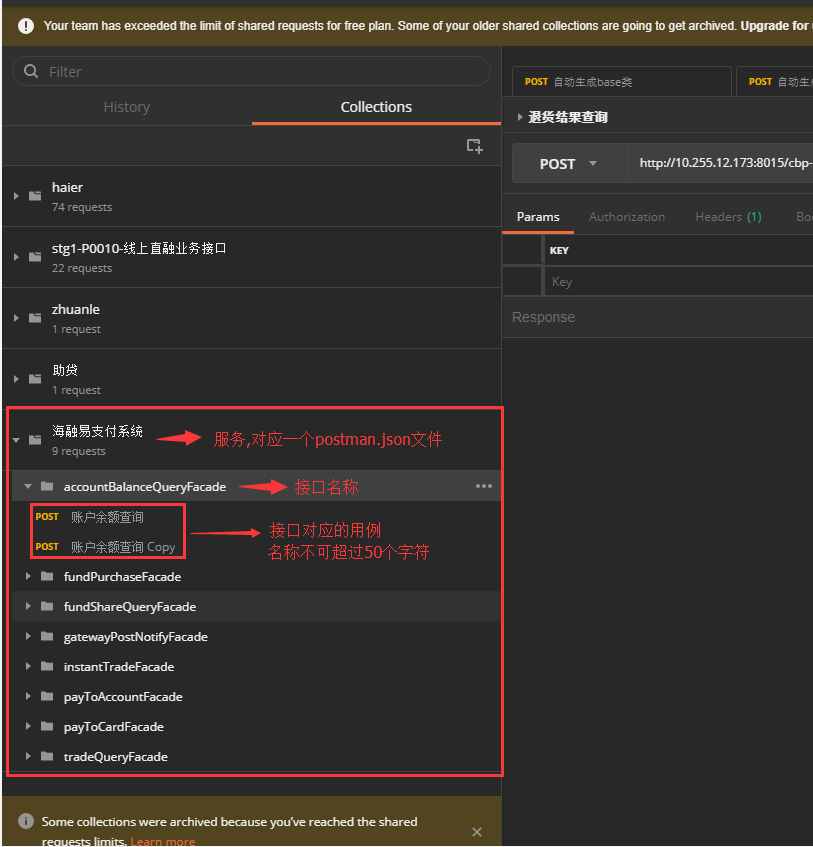 Your team has exceeded the limit of shared requests for free plan. Some of your older shared collections are going to get archived. Upgrade for
Filter
History
Collections
haier
74 requests
stg1-P0010-线上直融业务接口
22 requests
zhuanle
1 request
助贷
1 request
海融易支付系统
9 requests
服务,对应一个postman.json文件
accountBalanceQueryFacade
接口名称
POST 账户余额查询
POST 账户余额查询 Copy
接口对应的用例
名称不可超过50个字符
fundPurchaseFacade
fundShareQueryFacade
gatewayPostNotifyFacade
instantTradeFacade
payToAccountFacade
payToCardFacade
tradeQueryFacade
Some collections were archived because you've reached the shared
requests limits. Learn more
POST 自动生成base类
POST 自动生
退货结果查询
POST
http://10.255.12.173:8015/cbp-
Params
Authorization
Headers (1)
Bo
KEY
Key
Response